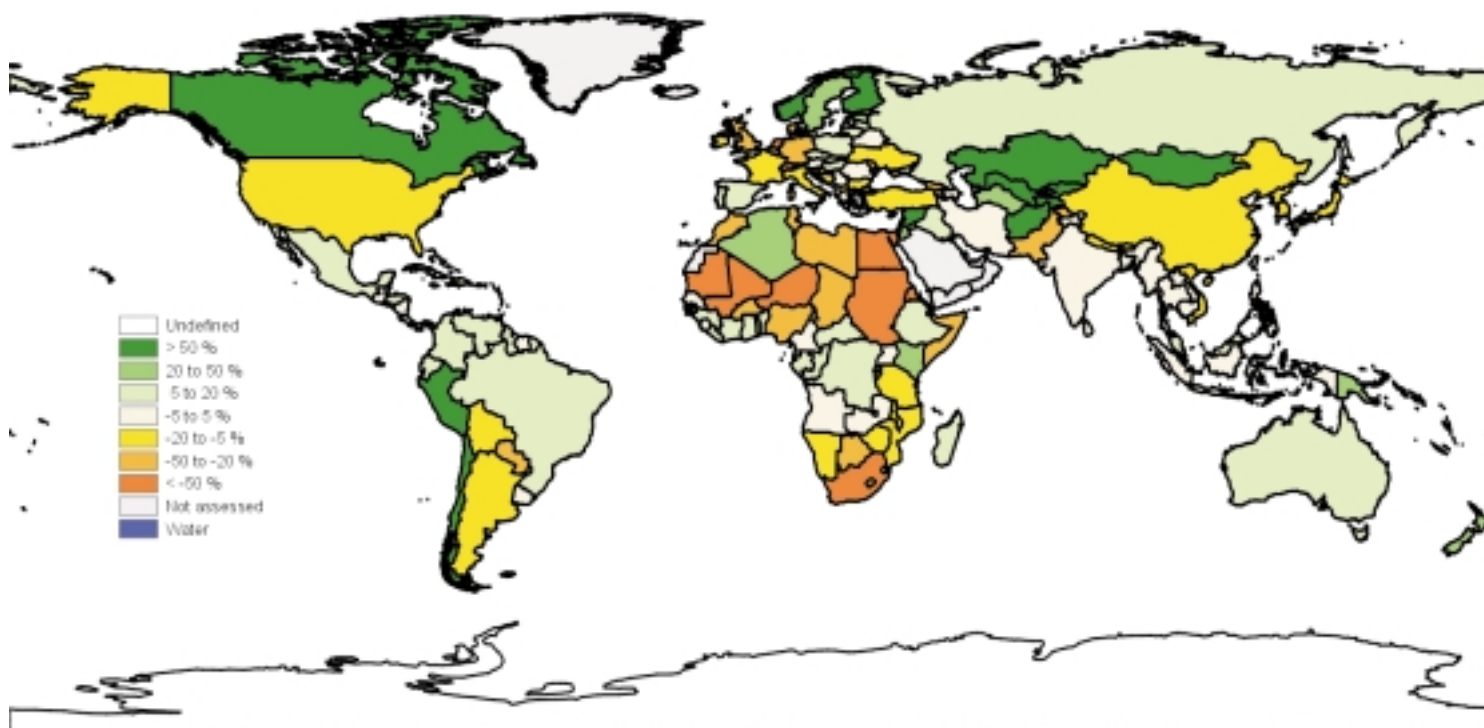 Undefined
> 50 %
20 to 50 %
5 to 20 %
-5 to 5 %
-20 to -5 %
-50 to -20 %
< -50 %
Not assessed
Water